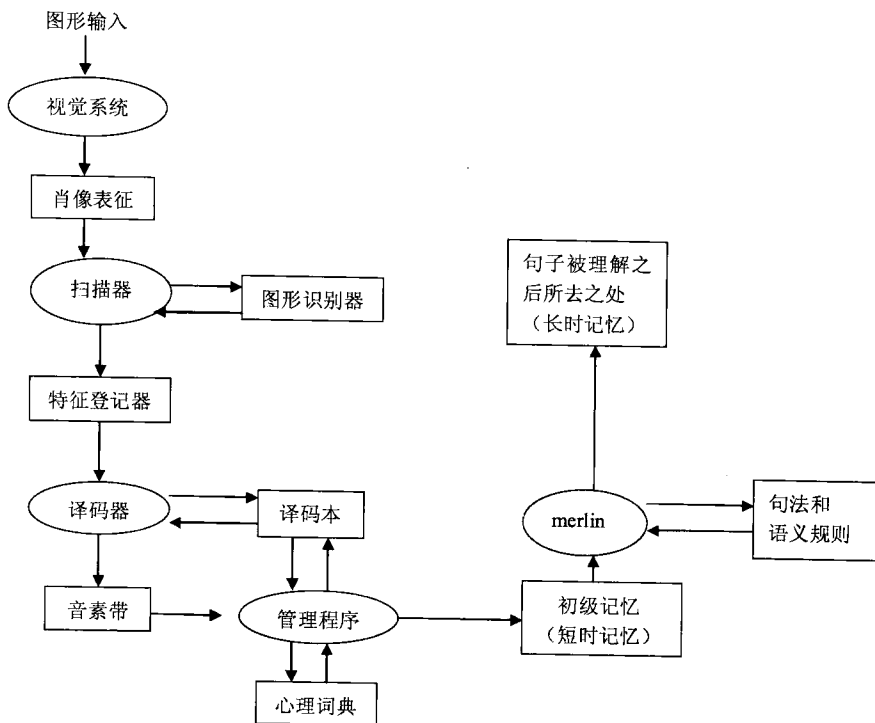 图形输入
视觉系统
肖像表征
扫描器
图形识别器
特征登记器
译码器
译码本
音素带
管理程序
心理词典
初级记忆
（短时记忆）
merlin
句法和
语义规则
句子被理解之
后所去之处
（长时记忆）